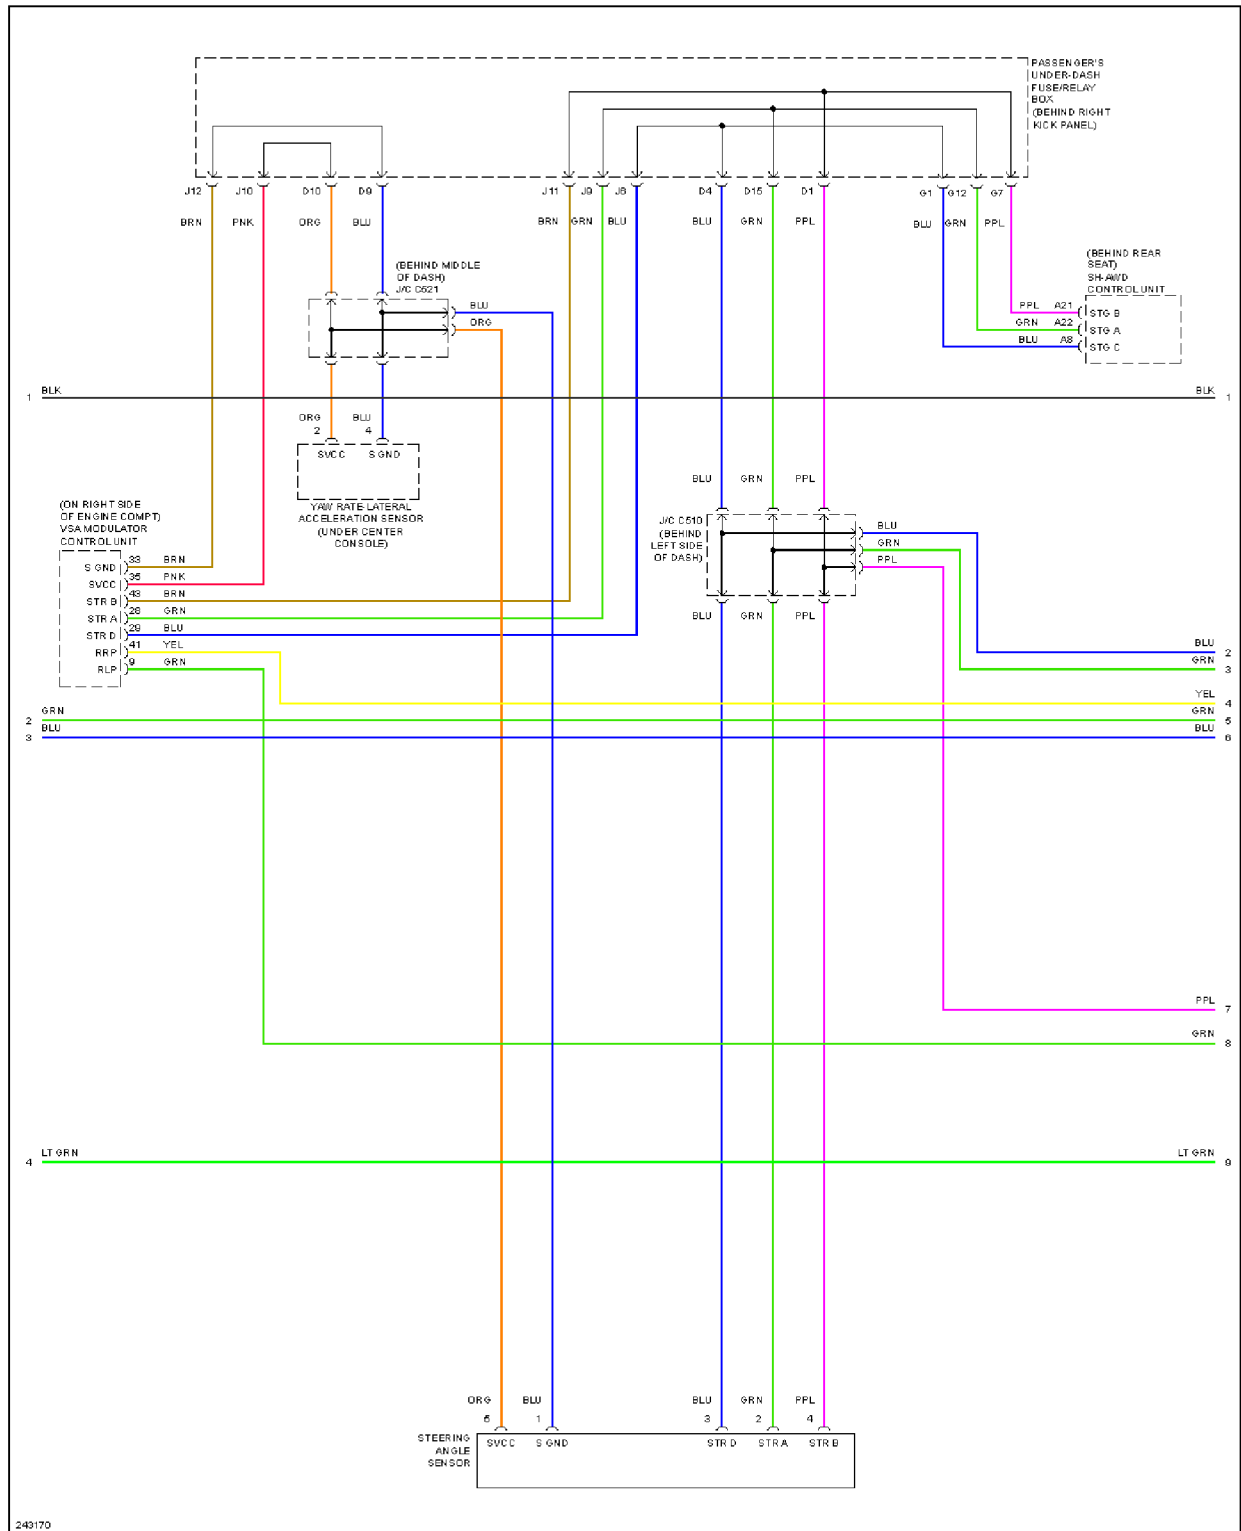 PASSENGER'S
UNDER-DASH
FUSE/RELAY
BOX
(BEHIND RIGHT
KICK PANEL)
J12 J10 D10 D9 J11 J9 J8 D4 D15 D1 G1 G12 G7
BRN PNK ORG BLU BRN GRN BLU BLU GRN PPL BLU GRN PPL
(BEHIND MIDDLE
OF DASH)
J/C C521
BLU
ORG
(BEHIND REAR
SEAT)
SH-AWD
CONTROL UNIT
PPL A21 STG B
GRN A22 STG A
BLU A8 STG C
1 BLK BLK 1
ORG BLU
2 4
SVCC S GND
YAW RATE-LATERAL
ACCELERATION SENSOR
(UNDER CENTER
CONSOLE)
BLU GRN PPL
J/C C510
(BEHIND
LEFT SIDE
OF DASH)
BLU
GRN
PPL
BLU GRN PPL
(ON RIGHT SIDE
OF ENGINE COMPT)
VSA MODULATOR
CONTROL UNIT
S GND 33 BRN
SVCC 35 PNK
STR B 43 BRN
STR A 28 GRN
STR D 29 BLU
RRP 41 YEL
RLP 9 GRN
BLU 2
GRN 3
YEL 4
2 GRN GRN 5
3 BLU BLU 6
PPL 7
GRN 8
4 LT GRN LT GRN 9
ORG BLU BLU GRN PPL
5 1 3 2 4
STEERING
ANGLE
SENSOR
SVCC S GND STR D STR A STR B
243170